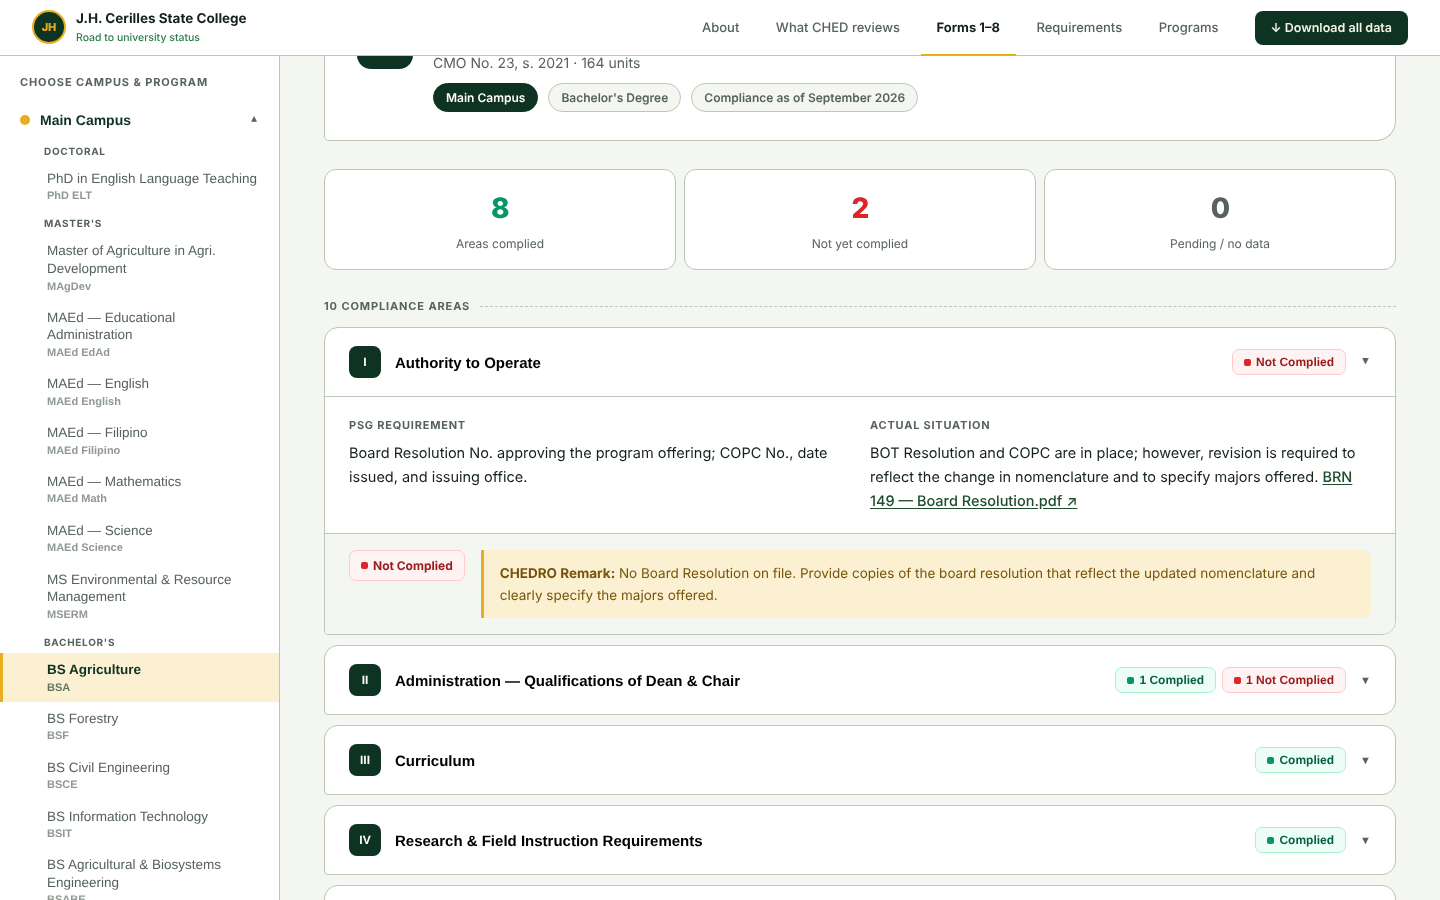 JH
J.H. Cerilles State College
Road to university status
About
What CHED reviews
Forms 1–8
Requirements
Programs
↓ Download all data
CHOOSE CAMPUS & PROGRAM
Main Campus
DOCTORAL
PhD in English Language Teaching
PhD ELT
MASTER'S
Master of Agriculture in Agri.
Development
MAgDev
MAEd — Educational
Administration
MAEd EdAd
MAEd — English
MAEd English
MAEd — Filipino
MAEd Filipino
MAEd — Mathematics
MAEd Math
MAEd — Science
MAEd Science
MS Environmental & Resource
Management
MSERM
BACHELOR'S
BS Agriculture
BSA
BS Forestry
BSF
BS Civil Engineering
BSCE
BS Information Technology
BSIT
BS Agricultural & Biosystems
Engineering
BSABE
CMO No. 23, s. 2021 · 164 units
Main Campus
Bachelor's Degree
Compliance as of September 2026
8
Areas complied
2
Not yet complied
0
Pending / no data
10 COMPLIANCE AREAS
I
Authority to Operate
Not Complied
PSG REQUIREMENT
Board Resolution No. approving the program offering; COPC No., date
issued, and issuing office.
ACTUAL SITUATION
BOT Resolution and COPC are in place; however, revision is required to
reflect the change in nomenclature and to specify majors offered. BRN
149 — Board Resolution.pdf ↗
Not Complied
CHEDRO Remark: No Board Resolution on file. Provide copies of the board resolution that reflect the updated nomenclature and
clearly specify the majors offered.
II
Administration — Qualifications of Dean & Chair
1 Complied
1 Not Complied
III
Curriculum
Complied
IV
Research & Field Instruction Requirements
Complied